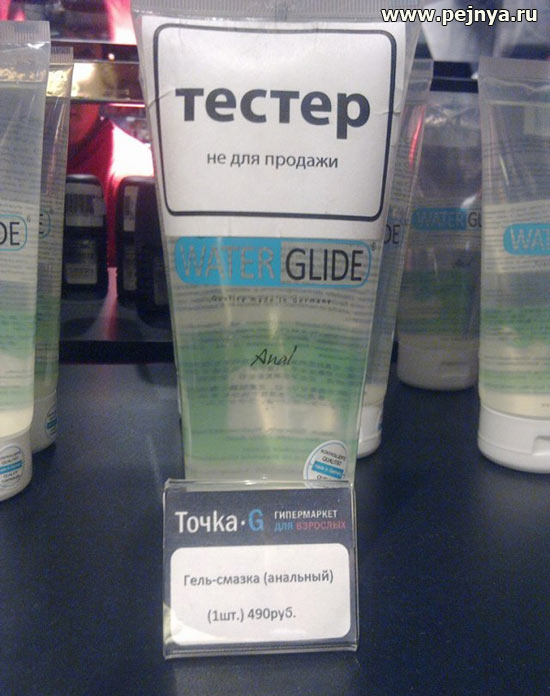 www.pejnya.ru
тестер
не для продажи
WATER GLIDE
Quality made in Germany
Anal
Точка·G ГИПЕРМАРКЕТ
ДЛЯ ВЗРОСЛЫХ
Гель-смазка (анальный)
(1шт.) 490руб.